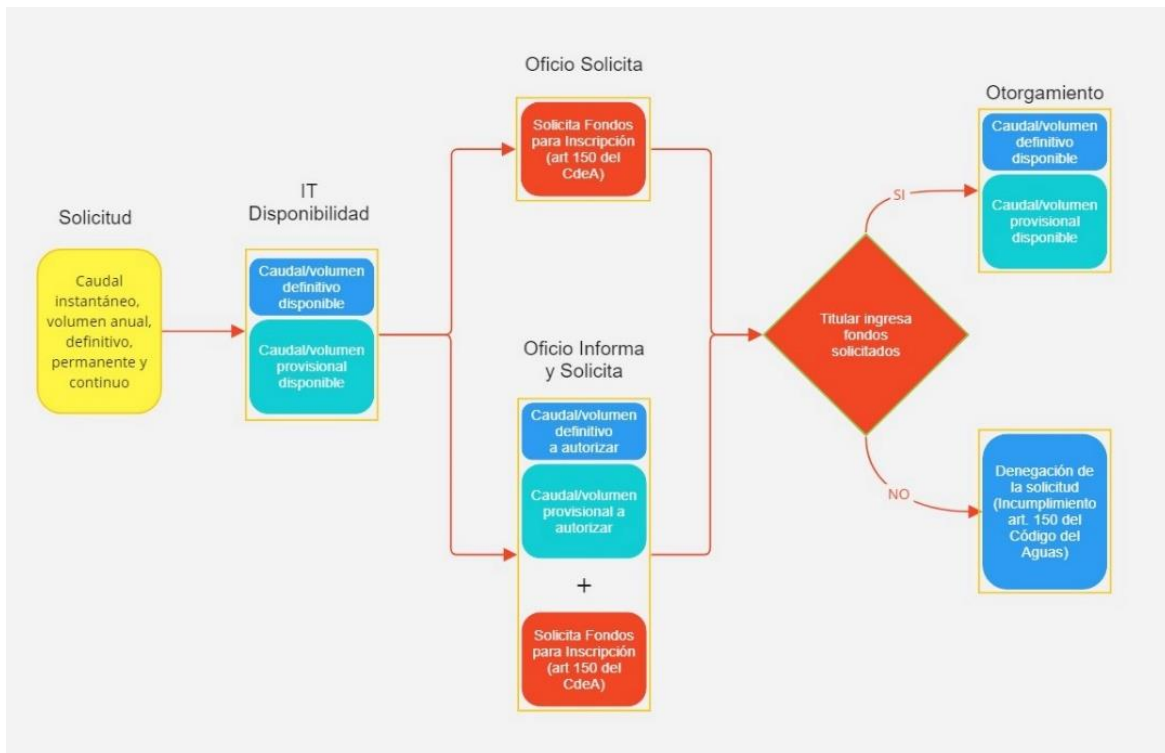 Solicitud
Caudal
instantáneo,
volumen anual,
definitivo,
permanente y
continuo
IT
Disponibilidad
Caudal/volumen
definitivo
disponible
Caudal/volumen
provisional
disponible
Oficio Solicita
Solicita Fondos
para Inscripción
(art 150 del
CdeA)
Oficio Informa
y Solicita
Caudal/volumen
definitivo
a autorizar
Caudal/volumen
provisional a
autorizar
+
Solicita Fondos
para Inscripción
(art 150 del
CdeA)
Titular ingresa
fondos
solicitados
SI
NO
Otorgamiento
Caudal/volumen
definitivo
disponible
Caudal/volumen
provisional
disponible
Denegación de
la solicitud
(Incumplimiento
art. 150 del
Código del
Aguas)